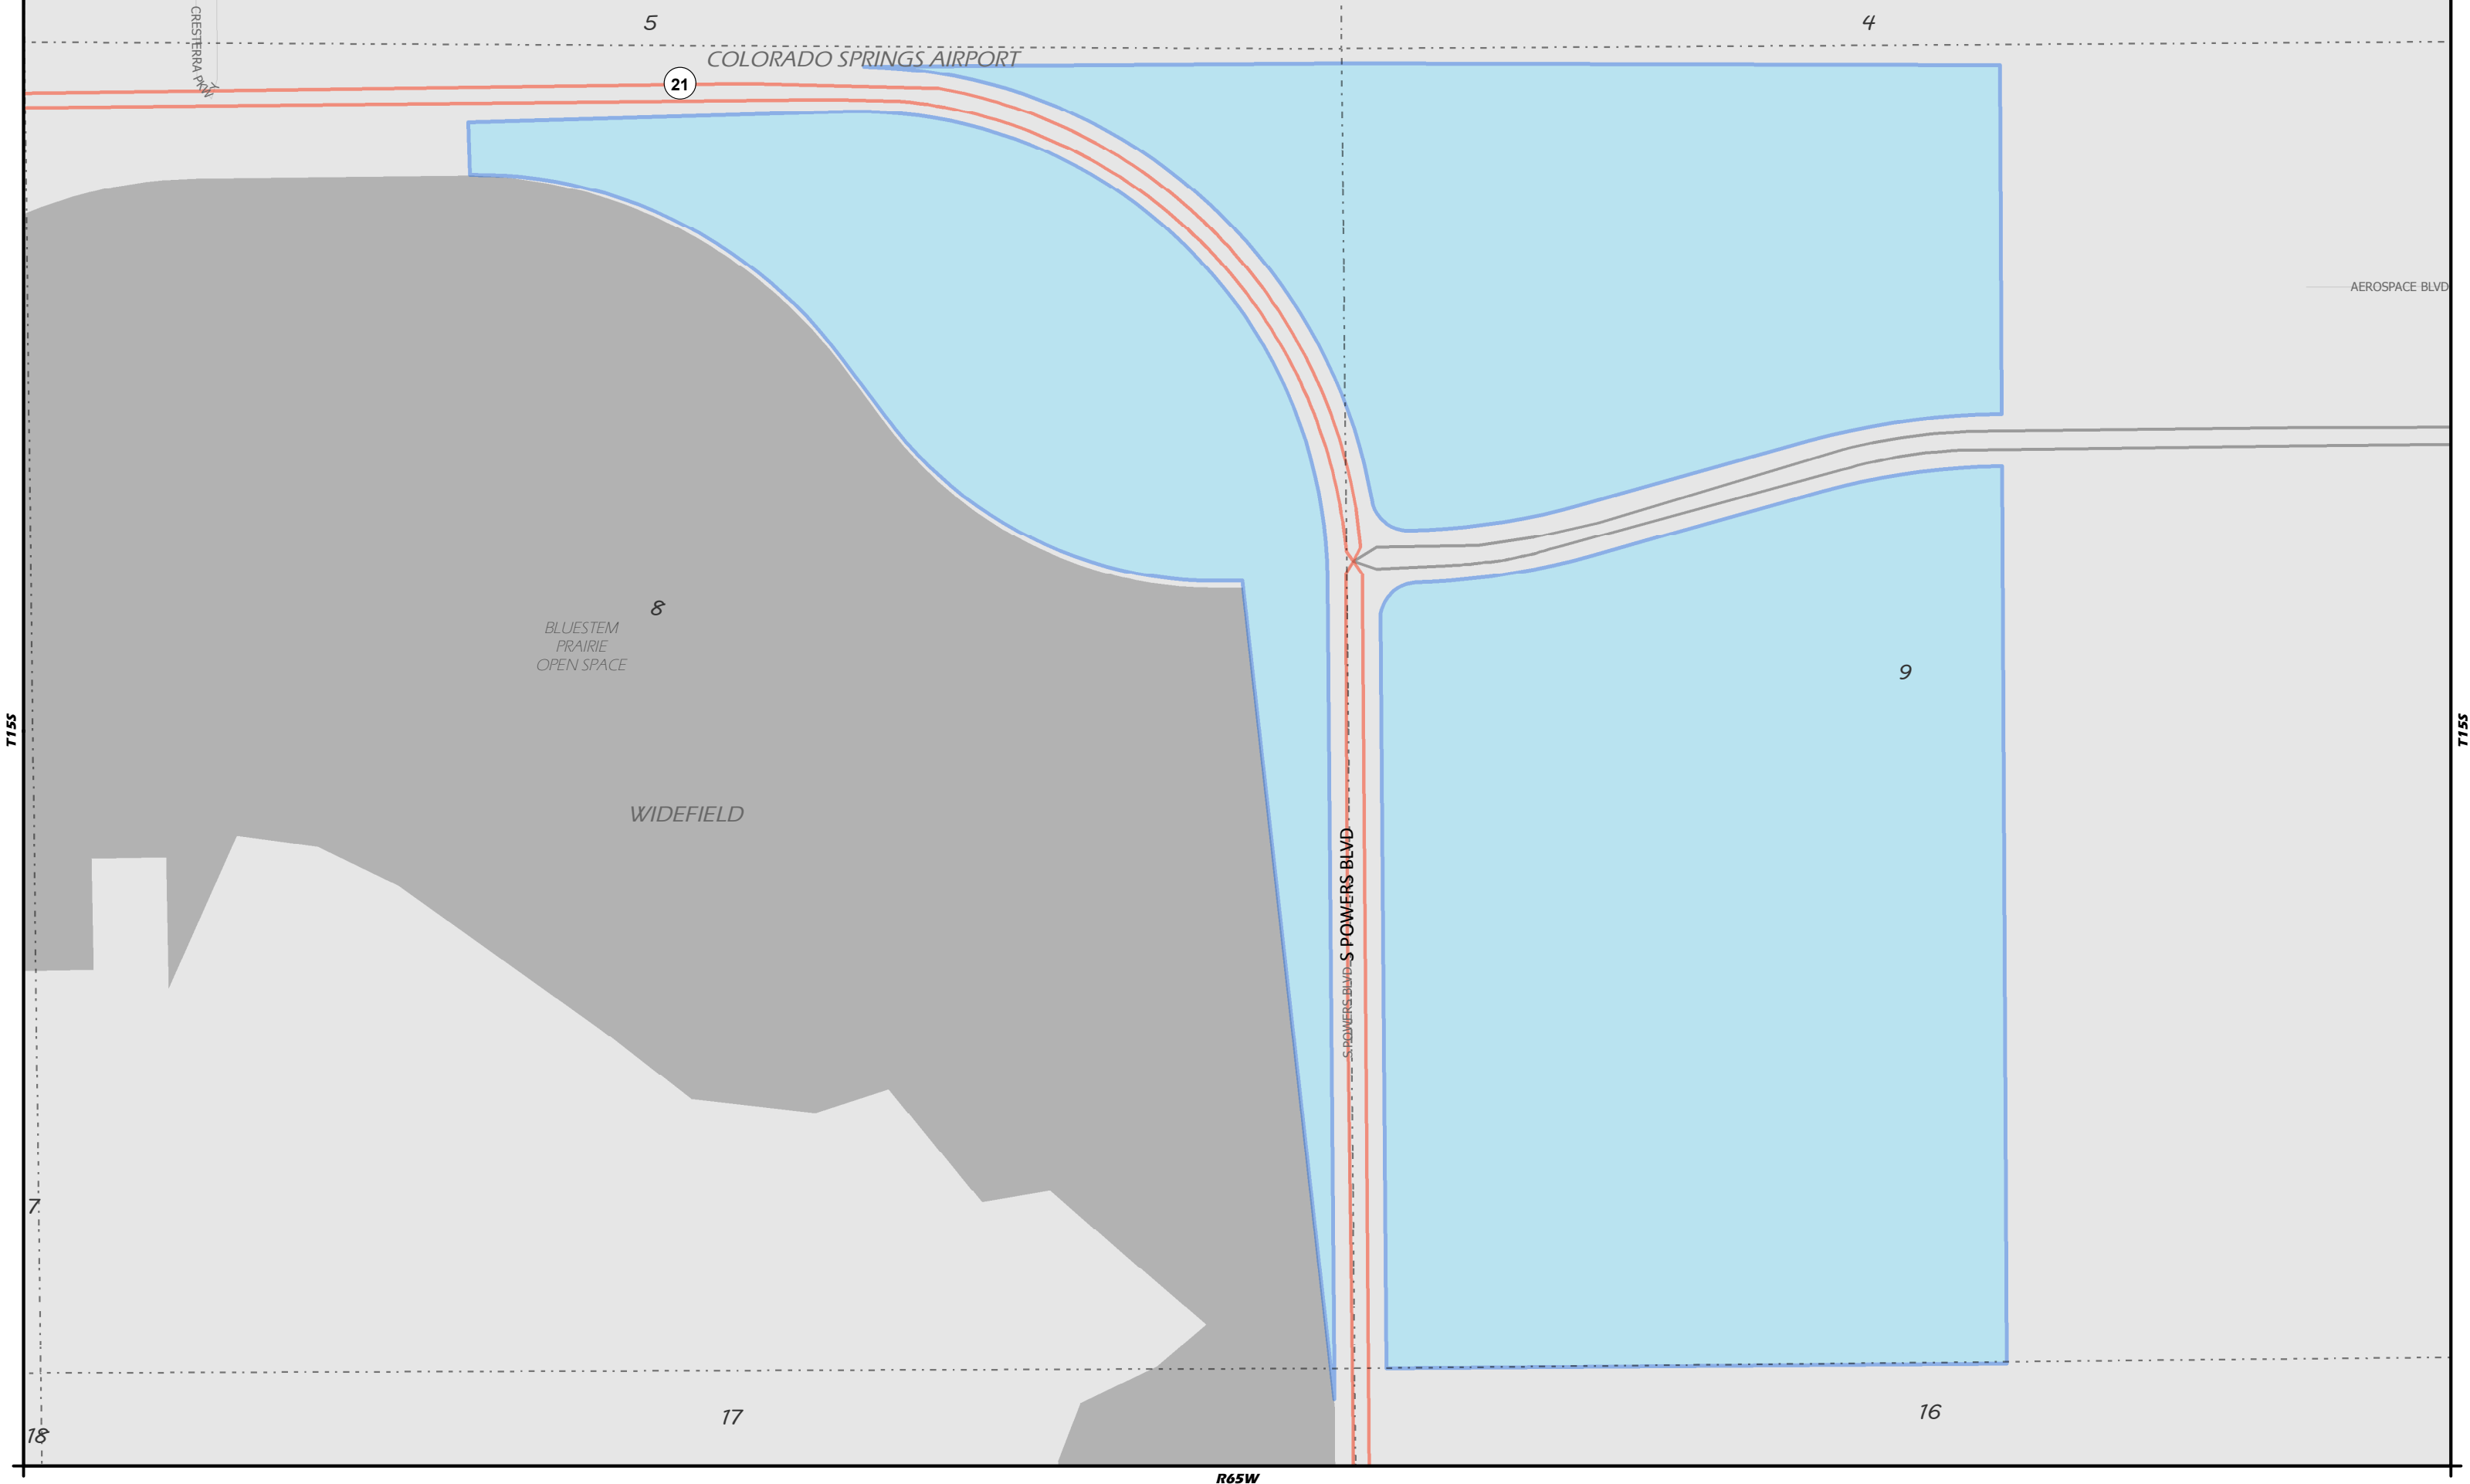 5
4
CRESTERRA PKW
COLORADO SPRINGS AIRPORT
21
AEROSPACE BLVD
8
BLUESTEM
PRAIRIE
OPEN SPACE
9
T15S
T15S
WIDEFIELD
S POWERS BLVD
S POWERS BLVD
7
17
16
18
R65W